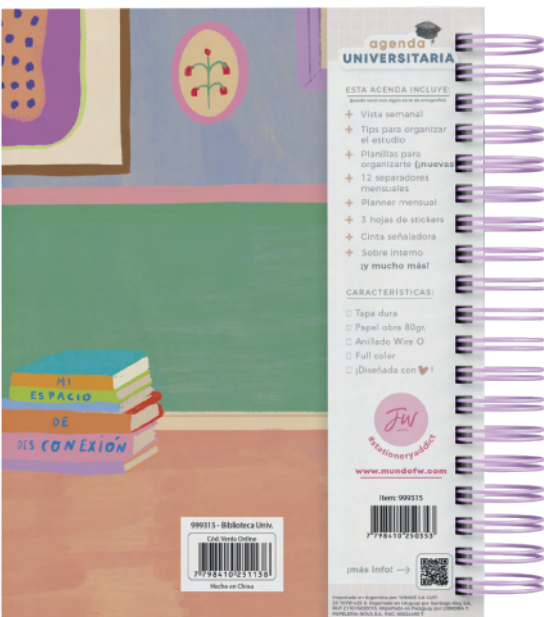 agenda
UNIVERSITARIA
ESTA AGENDA INCLUYE:
+ Vista semanal
+ Tips para organizar
el estudio
+ Planillas para
organizarte (¡nuevas
+ 12 separadores
mensuales
+ Planner mensual
+ 3 hojas de stickers
+ Cinta señaladora
+ Sobre interno
¡y mucho más!
CARACTERÍSTICAS:
Tapa dura
Papel obra 80gr.
Anillado Wire O
Full color
¡Diseñada con ❤!
FW
#stationeryaddict
www.mundofw.com
Item: 999315
7 798410 250353
¡más info! →
MI
ESPACIO
DE
DESCONEXIÓN
999315 - Biblioteca Univ.
Cód. Venta Online
7 798410 251138
Hecho en China